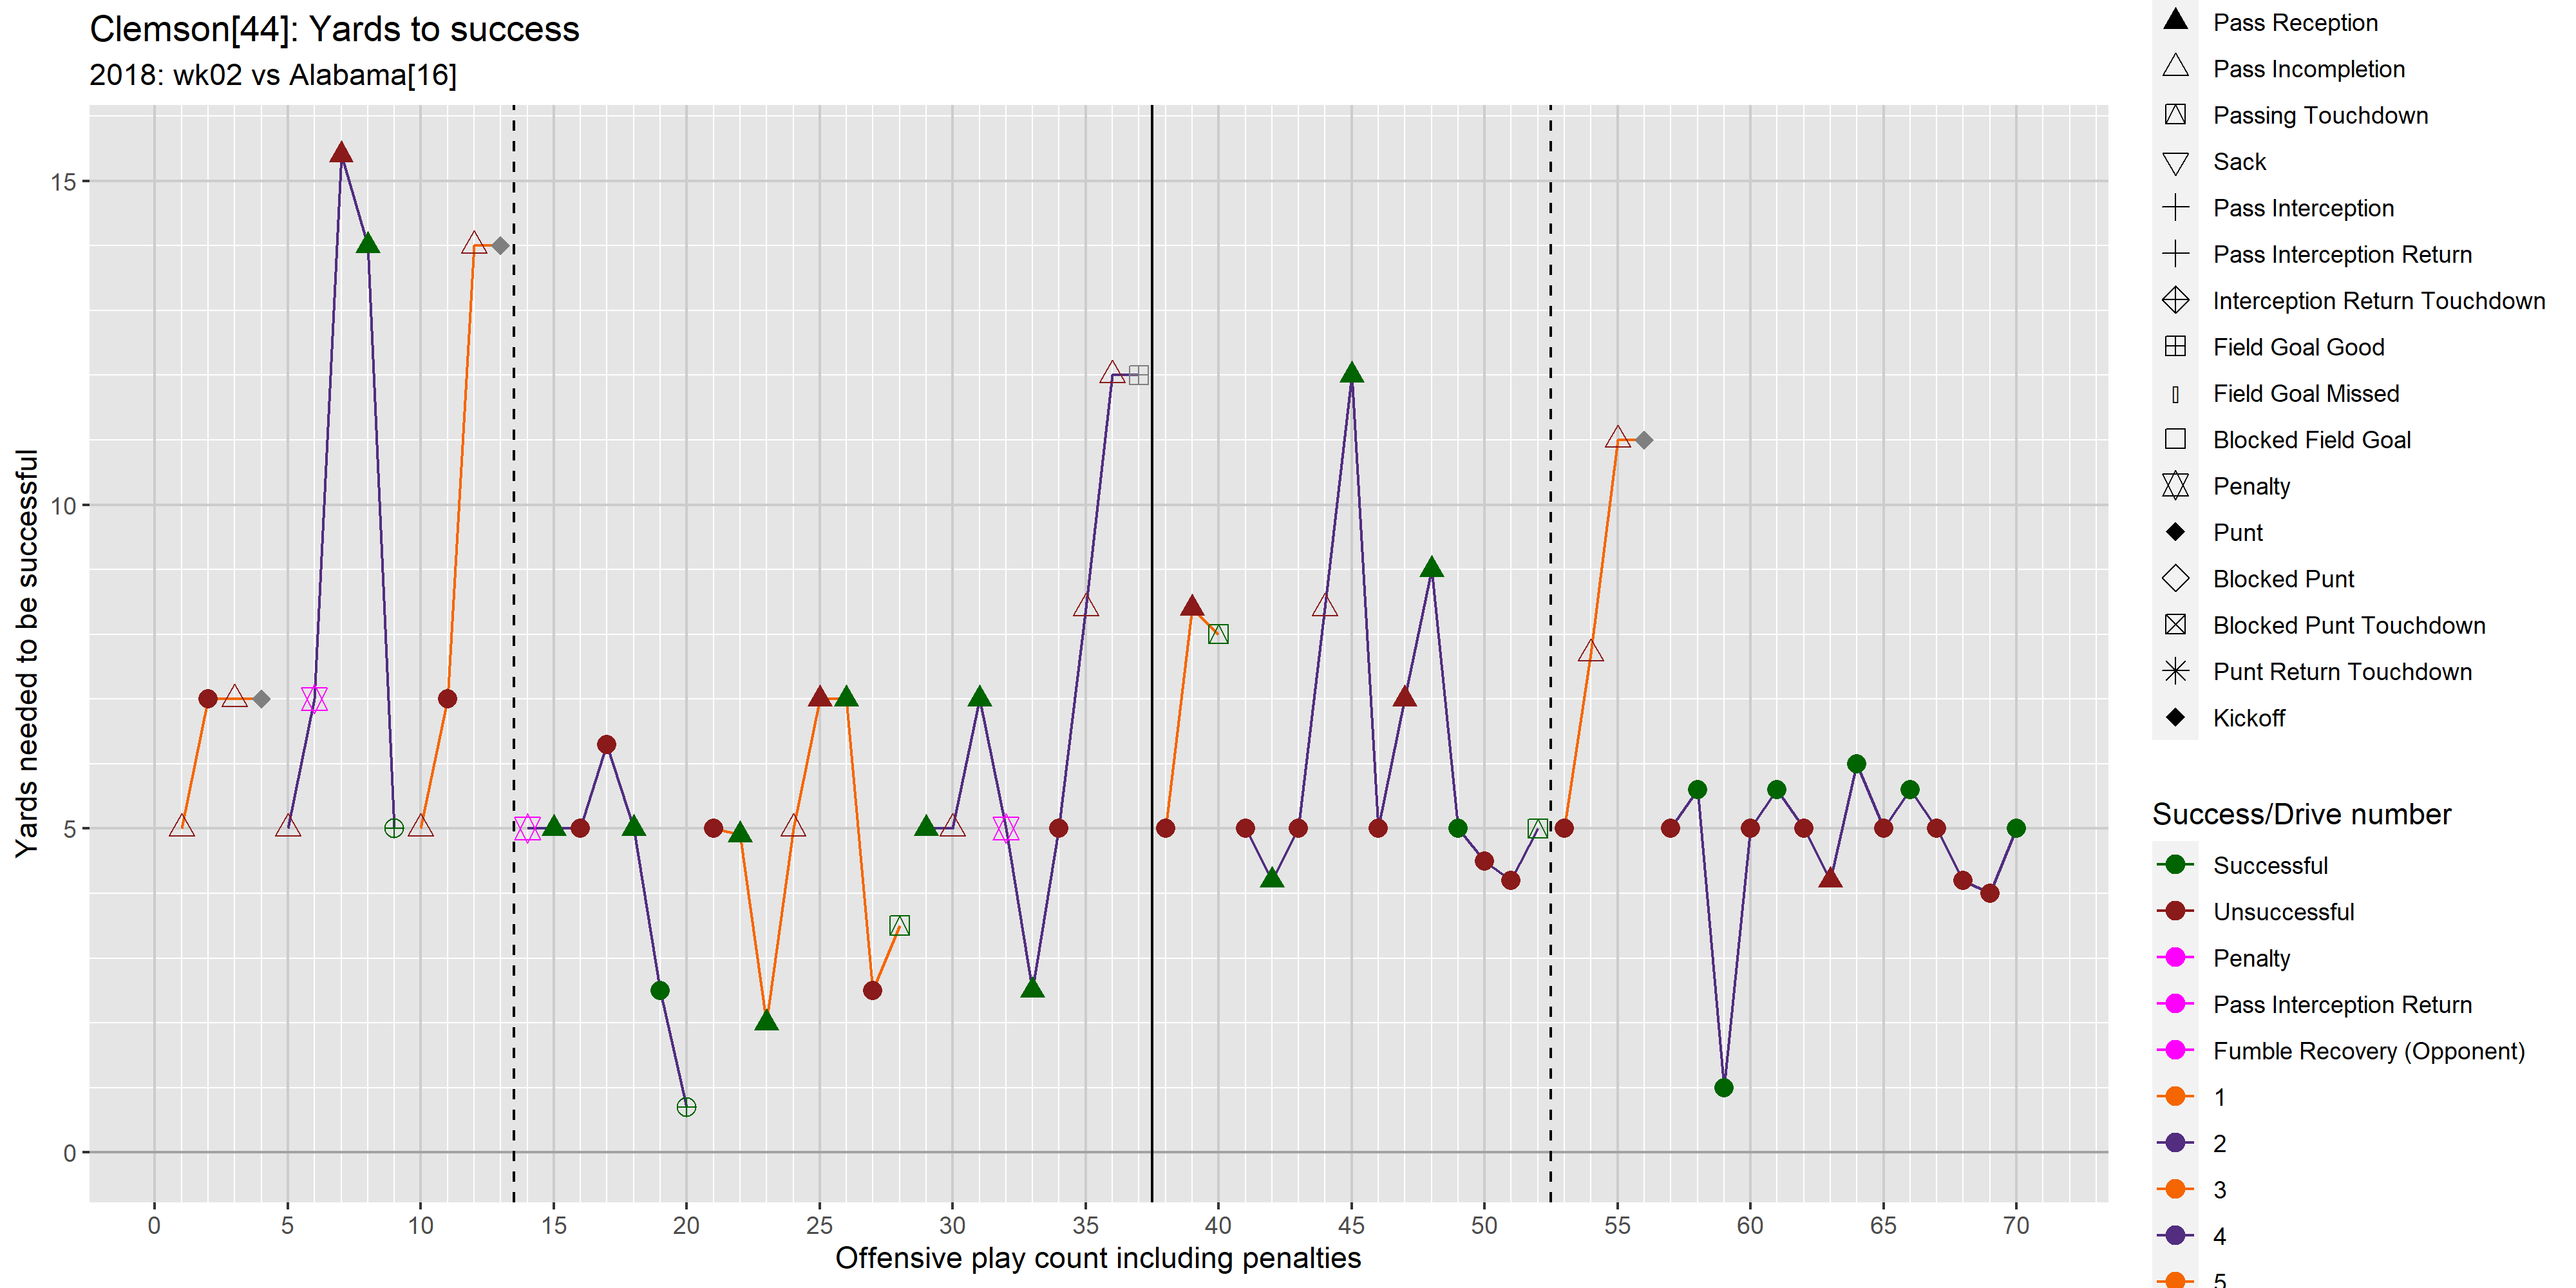 Clemson[44]: Yards to success
2018: wk02 vs Alabama[16]
Yards needed to be successful
15
10
5
0
0 5 10 15 20 25 30 35 40 45 50 55 60 65 70
Offensive play count including penalties
Pass Reception
Pass Incompletion
Passing Touchdown
Sack
Pass Interception
Pass Interception Return
Interception Return Touchdown
Field Goal Good
Field Goal Missed
Blocked Field Goal
Penalty
Punt
Blocked Punt
Blocked Punt Touchdown
Punt Return Touchdown
Kickoff
Success/Drive number
Successful
Unsuccessful
Penalty
Pass Interception Return
Fumble Recovery (Opponent)
1
2
3
4
5